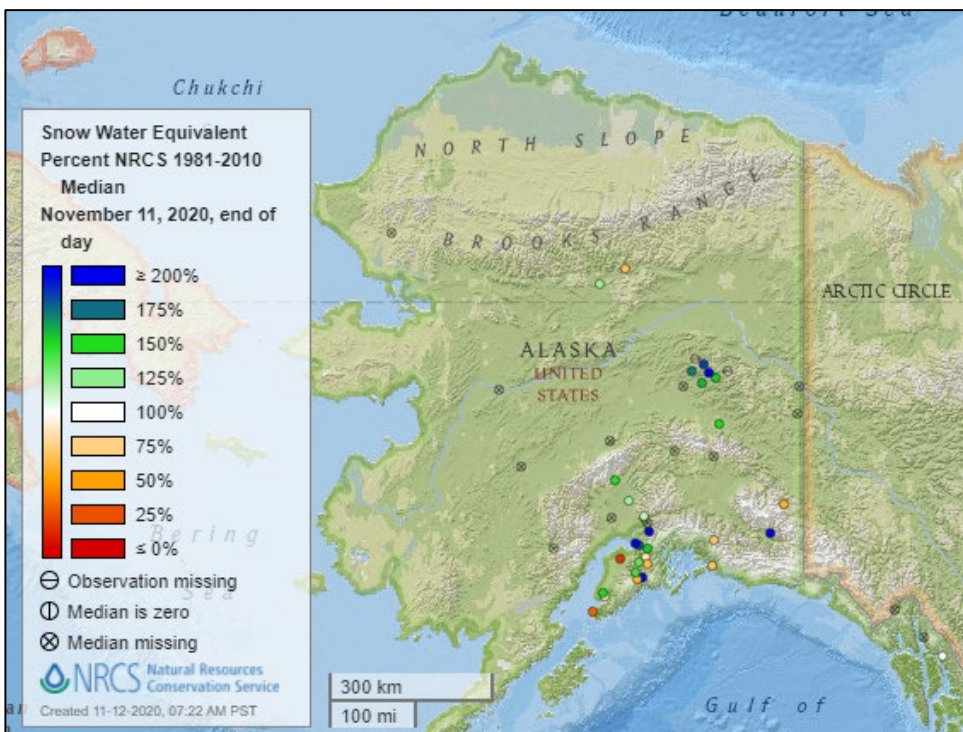 Beaufort Sea
Chukchi
NORTH SLOPE
BROOKS RANGE
ARCTIC CIRCLE
ALASKA
UNITED
STATES
Snow Water Equivalent
Percent NRCS 1981-2010
Median
November 11, 2020, end of
day
≥ 200%
175%
150%
125%
100%
75%
50%
25%
≤ 0%
Observation missing
Median is zero
Median missing
NRCS Natural Resources
Conservation Service
Created 11-12-2020, 07:22 AM PST
Bering
Sea
300 km
100 mi
Gulf of